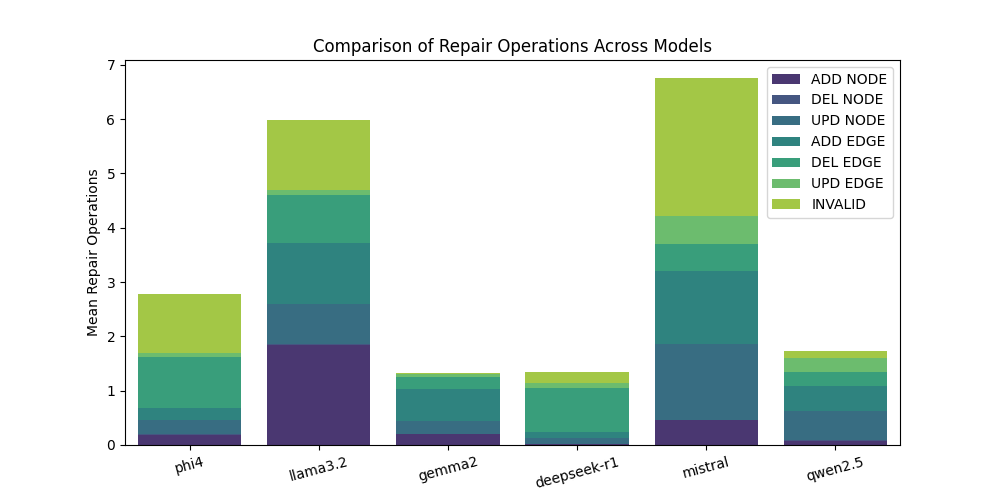 Comparison of Repair Operations Across Models
Mean Repair Operations
7
6
5
4
3
2
1
0
ADD NODE
DEL NODE
UPD NODE
ADD EDGE
DEL EDGE
UPD EDGE
INVALID
phi4
llama3.2
gemma2
deepseek-r1
mistral
qwen2.5